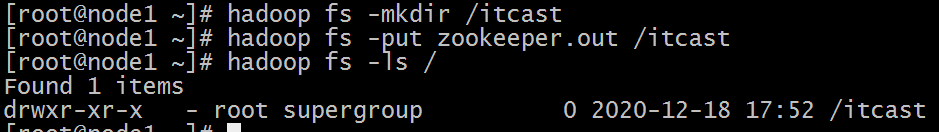 [root@node1 ~]# hadoop fs -mkdir /itcast
[root@node1 ~]# hadoop fs -put zookeeper.out /itcast
[root@node1 ~]# hadoop fs -ls /
Found 1 items
drwxr-xr-x   - root supergroup          0 2020-12-18 17:52 /itcast
[root@node1 ~]#